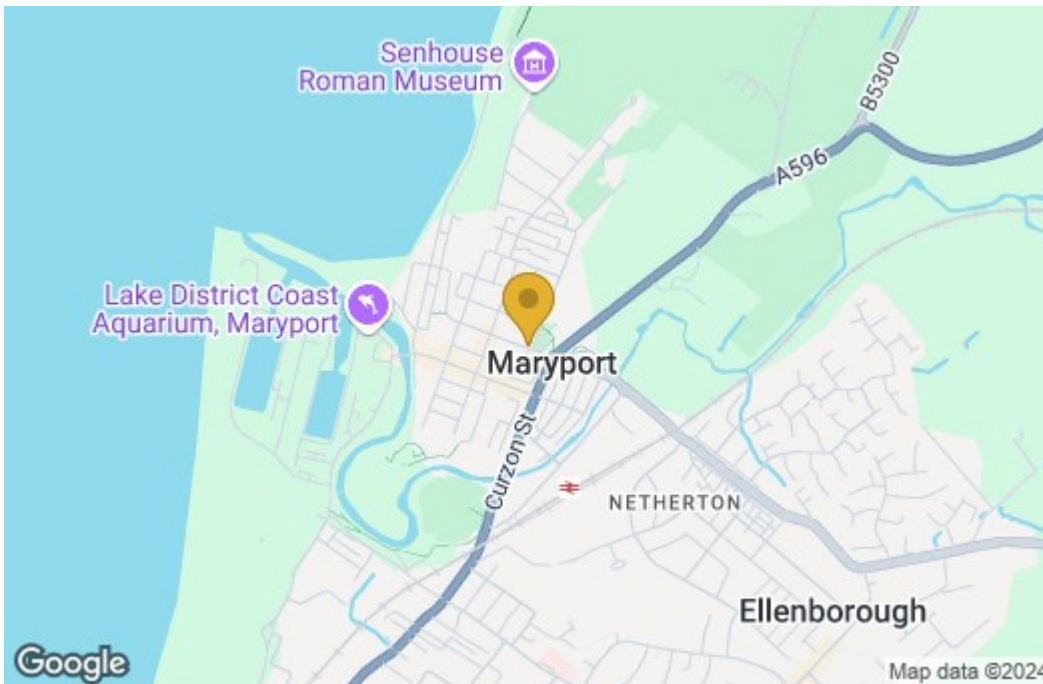 Senhouse
Roman Museum
B5300
A596
Lake District Coast
Aquarium, Maryport
Maryport
Curzon St
NETHERTON
Ellenborough
Google
Map data ©2024